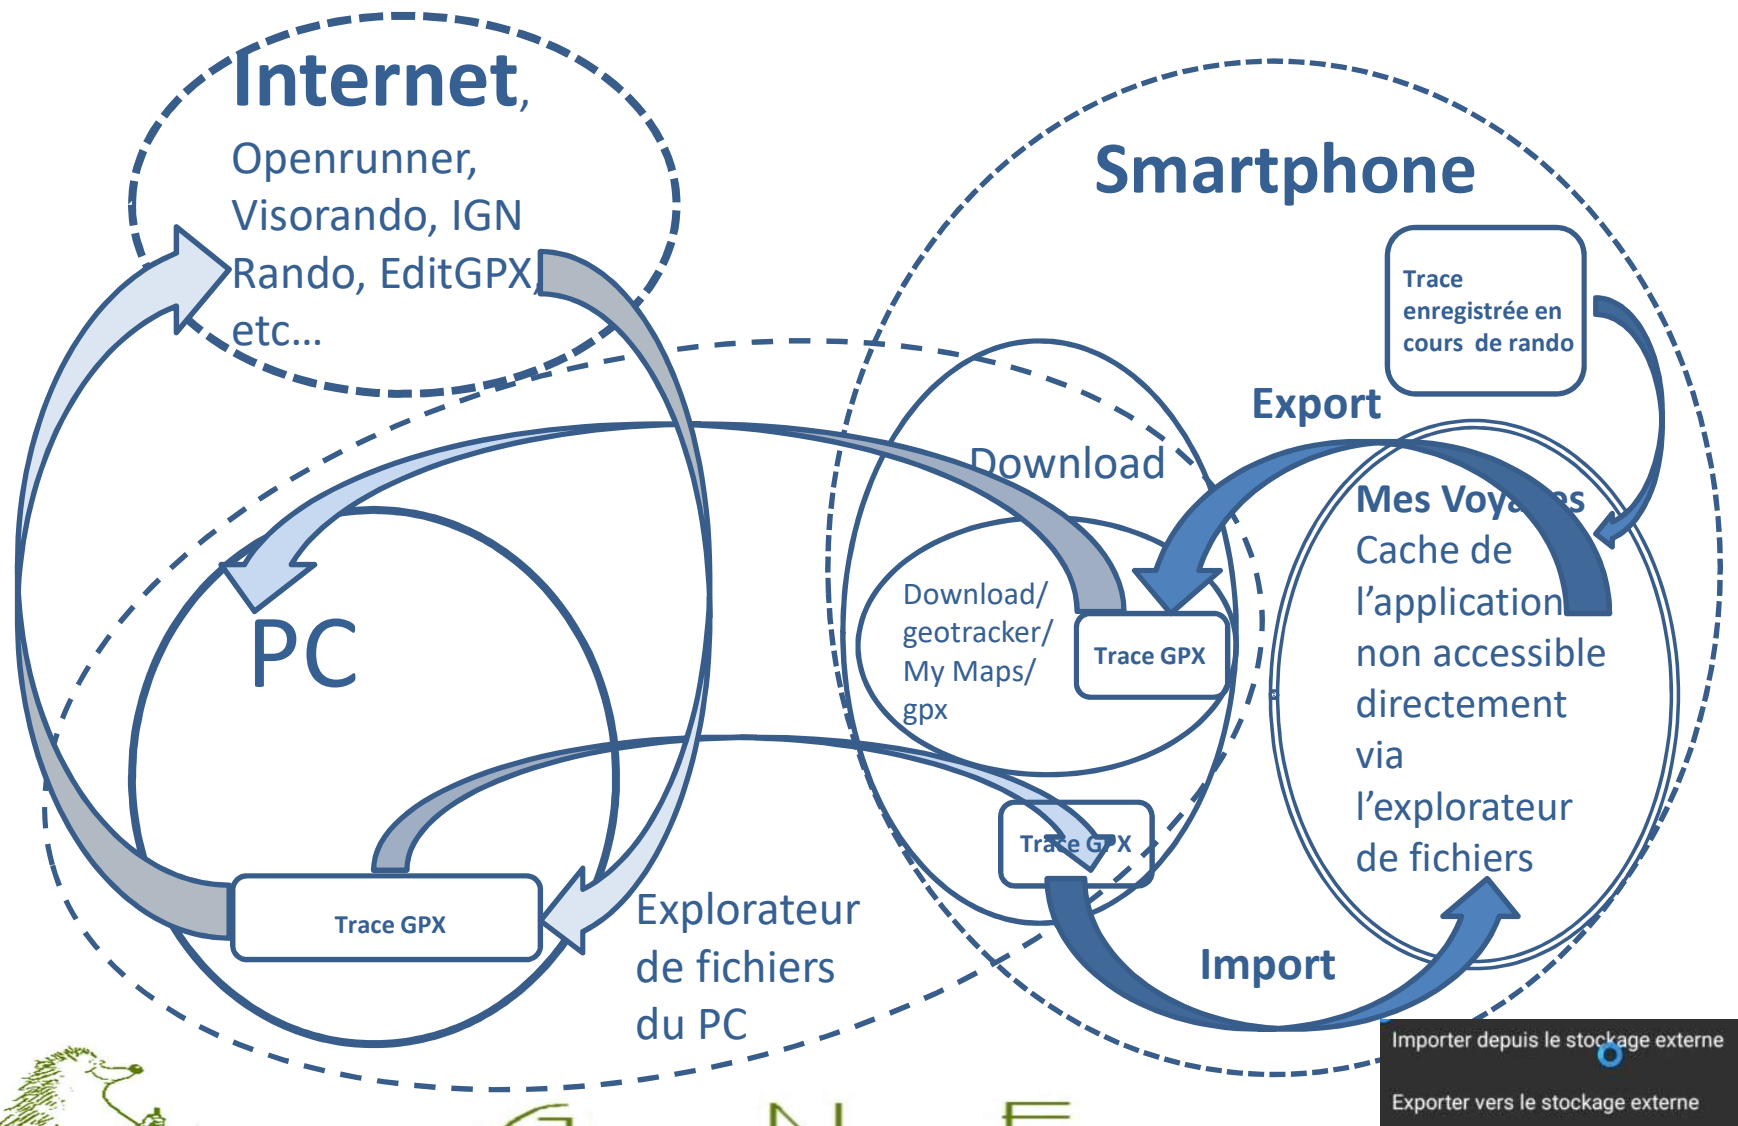 Internet,
Openrunner,
Visorando, IGN
Rando, EditGPX,
etc...
Smartphone
Trace
enregistrée en
cours de rando
Export
Download
Mes Voyages
Cache de
l'application
non accessible
directement
via
l'explorateur
de fichiers
Download/
geotracker/
My Maps/
gpx
Trace GPX
PC
Trace GPX
Trace GPX
Explorateur
de fichiers
du PC
Import
Importer depuis le stockage externe
Exporter vers le stockage externe